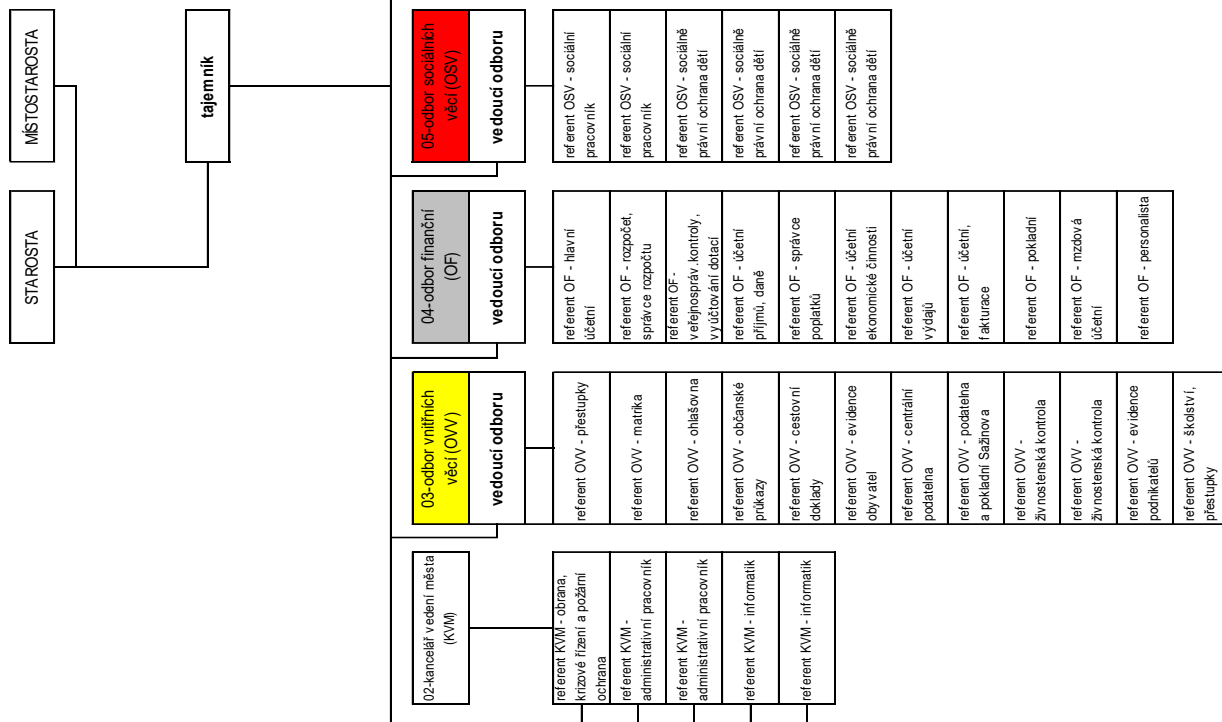 STAROSTA
MÍSTOSTAROSTA
tajemník
02-kancelář vedení města
(KVM)
referent KVM - obrana,
krizové řízení a požární
ochrana
referent KVM -
administrativní pracovník
referent KVM -
administrativní pracovník
referent KVM - informatik
referent KVM - informatik
03-odbor vnitřních
věcí (OVV)
vedoucí odboru
referent OVV - přestupky
referent OVV - matrika
referent OVV - ohlašovna
referent OVV - občanské
průkazy
referent OVV - cestovní
doklady
referent OVV - evidence
obyvatel
referent OVV - centrální
podatelna
referent OVV - podatelna
a pokladní Sažinova
referent OVV -
živnostenská kontrola
referent OVV -
živnostenská kontrola
referent OVV - evidence
podnikatelů
referent OVV - školství,
přestupky
04-odbor finanční
(OF)
vedoucí odboru
referent OF - hlavní
účetní
referent OF - rozpočet,
správce rozpočtu
referent OF -
veřejnospráv.kontroly,
vyúčtování dotací
referent OF - účetní
příjmů, daně
referent OF - správce
poplatků
referent OF - účetní
ekonomické činnosti
referent OF - účetní
výdajů
referent OF - účetní,
fakturace
referent OF - pokladní
referent OF - mzdová
účetní
referent OF - personalista
05-odbor sociálních
věcí (OSV)
vedoucí odboru
referent OSV - sociální
pracovník
referent OSV - sociální
pracovník
referent OSV - sociálně
právní ochrana dětí
referent OSV - sociálně
právní ochrana dětí
referent OSV - sociálně
právní ochrana dětí
referent OSV - sociálně
právní ochrana dětí